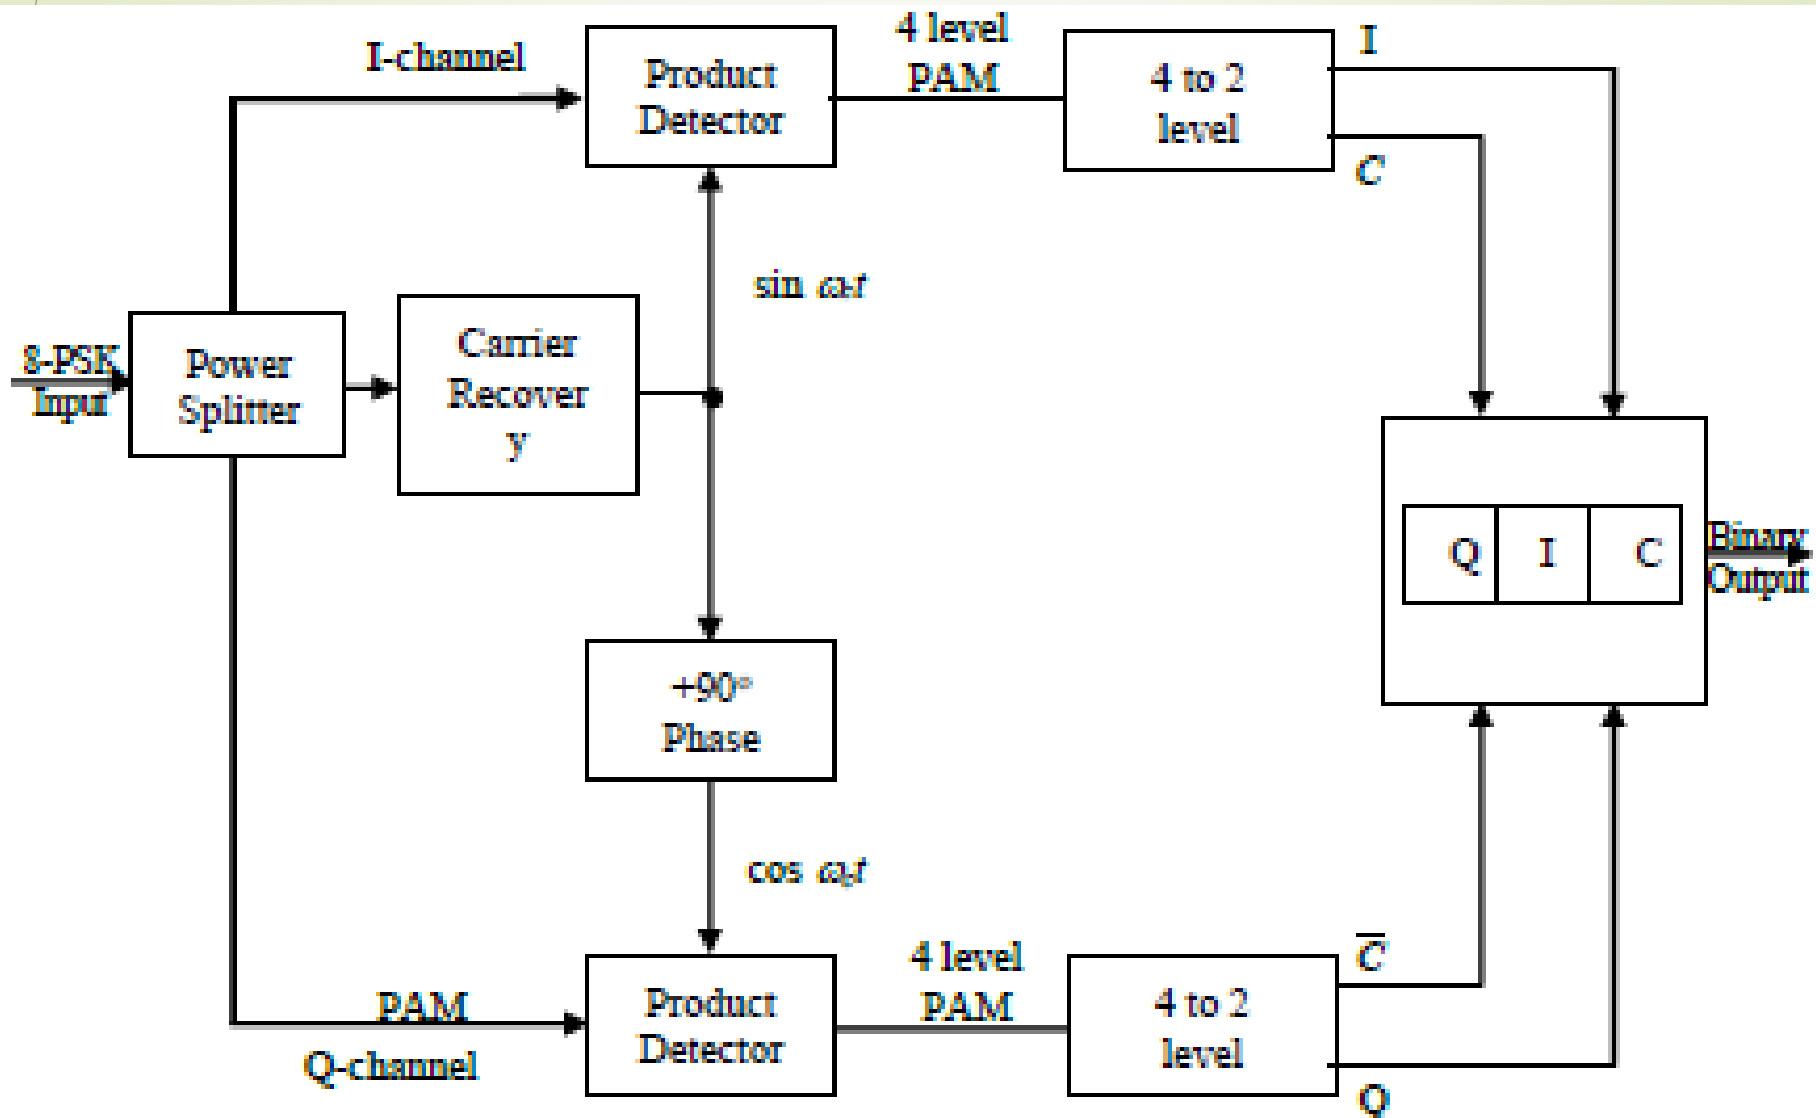 I-channel
Product
Detector
4 level
PAM
4 to 2
level
I
C
sin ωct
8-PSK
Input
Power
Splitter
Carrier
Recover
y
Q I C
Binary
Output
+90°
Phase
cos ωct
PAM
Q-channel
Product
Detector
4 level
PAM
4 to 2
level
C̅
Q